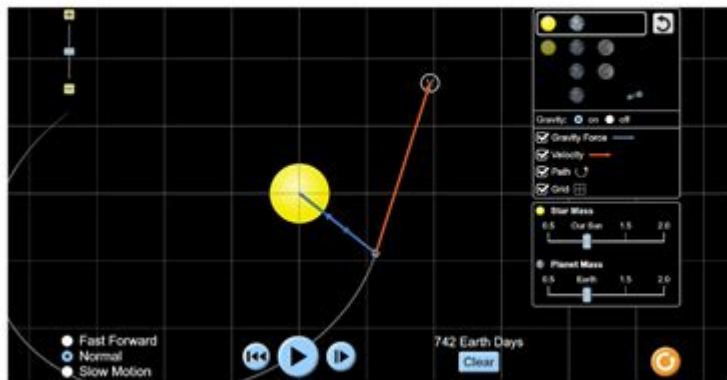 Gravity: on off
Gravity Force
Velocity
Path
Grid
Star Mass
0.5 Our Sun 1.5 2.0
Planet Mass
0.5 Earth 1.5 2.0
Fast Forward
Normal
Slow Motion
742 Earth Days
Clear